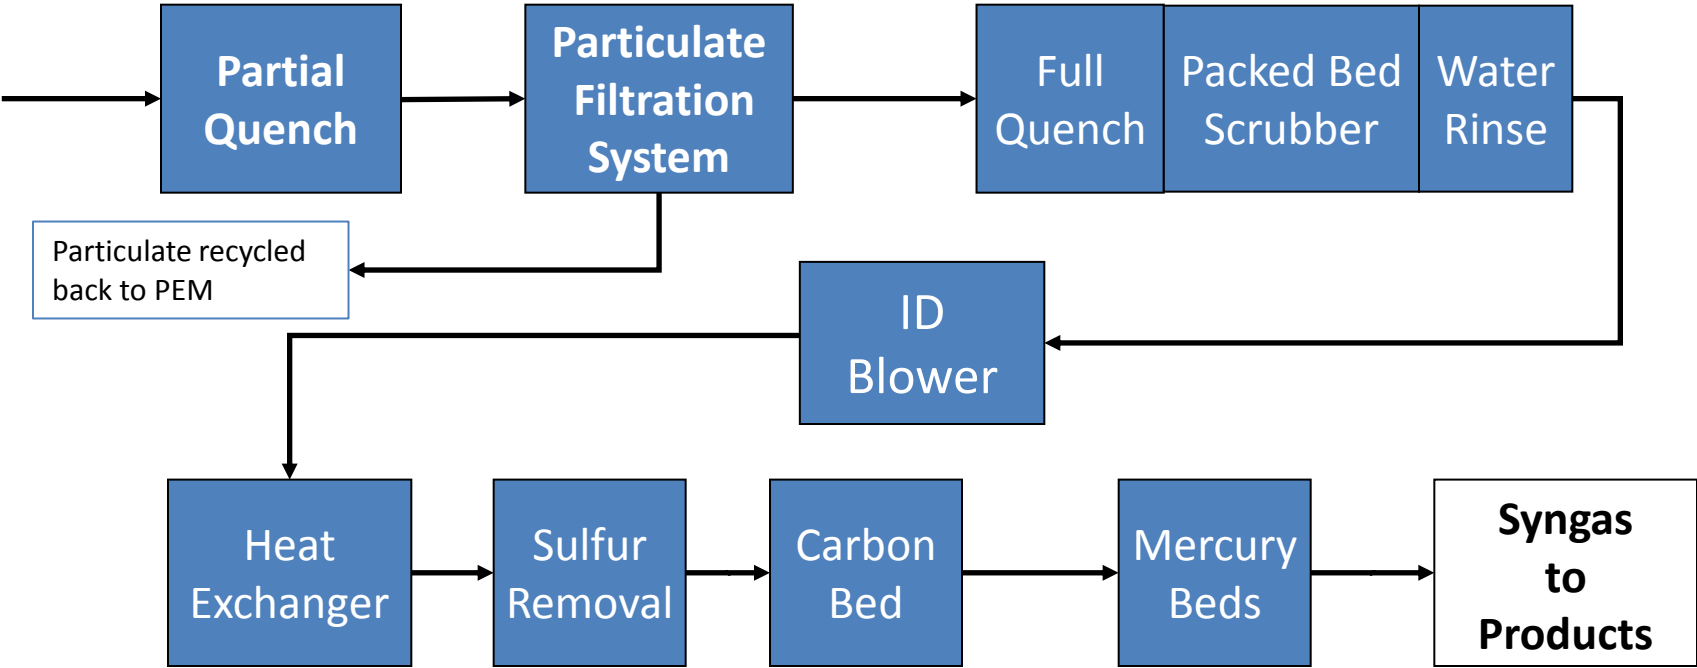 Partial
Quench
Particulate
Filtration
System
Full
Quench
Packed Bed
Scrubber
Water
Rinse
Particulate recycled
back to PEM
ID
Blower
Heat
Exchanger
Sulfur
Removal
Carbon
Bed
Mercury
Beds
Syngas
to
Products